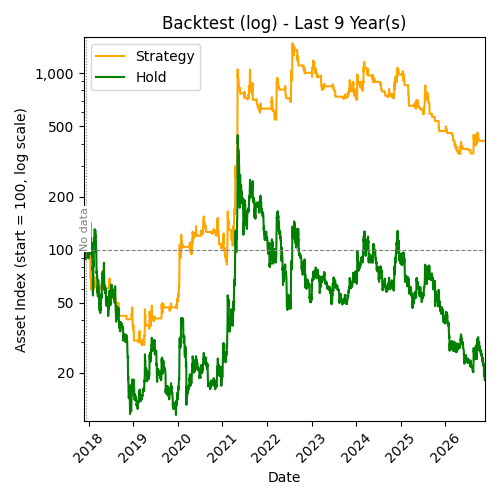 Backtest (log) - Last 9 Year(s)
Strategy
Hold
No data
1,000
500
200
100
50
20
Asset Index (start = 100, log scale)
2018
2019
2020
2021
2022
2023
2024
2025
2026
Date